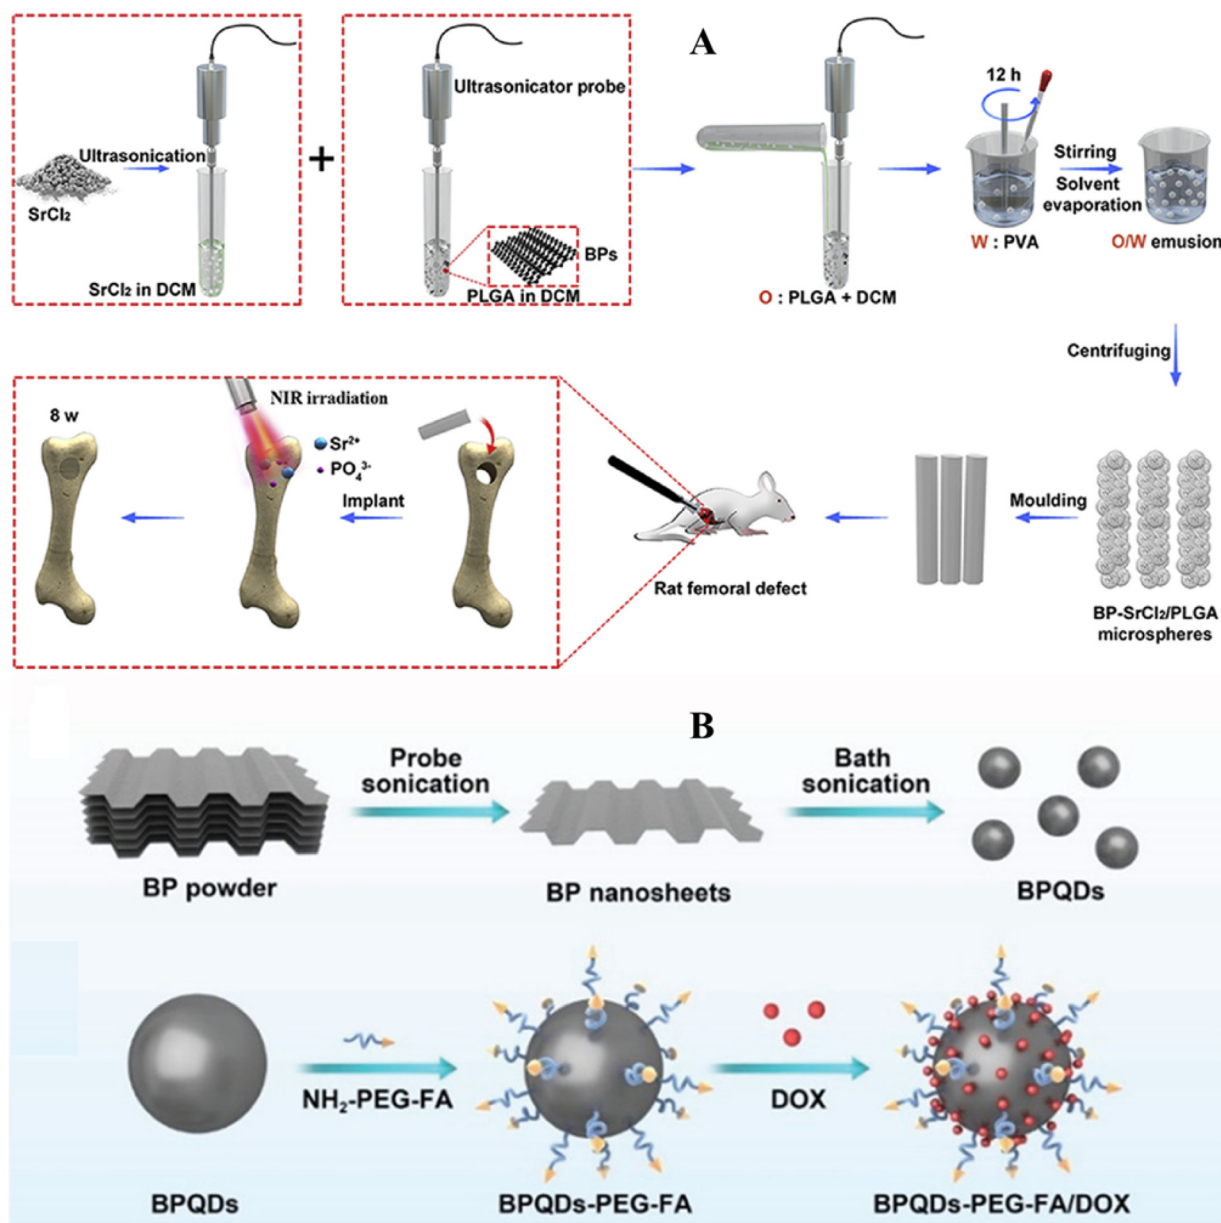 A
Ultrasonicator probe
12 h
Ultrasonication
+
Stirring
Solvent
evaporation
SrCl₂
BPs
W : PVA
O/W emusion
SrCl₂ in DCM
PLGA in DCM
O : PLGA + DCM
Centrifuging
8 w
NIR irradiation
Sr²⁺
PO₄³⁻
Implant
Moulding
Rat femoral defect
BP-SrCl₂/PLGA
microspheres
B
Probe
sonication
Bath
sonication
BP powder
BP nanosheets
BPQDs
NH₂-PEG-FA
DOX
BPQDs
BPQDs-PEG-FA
BPQDs-PEG-FA/DOX